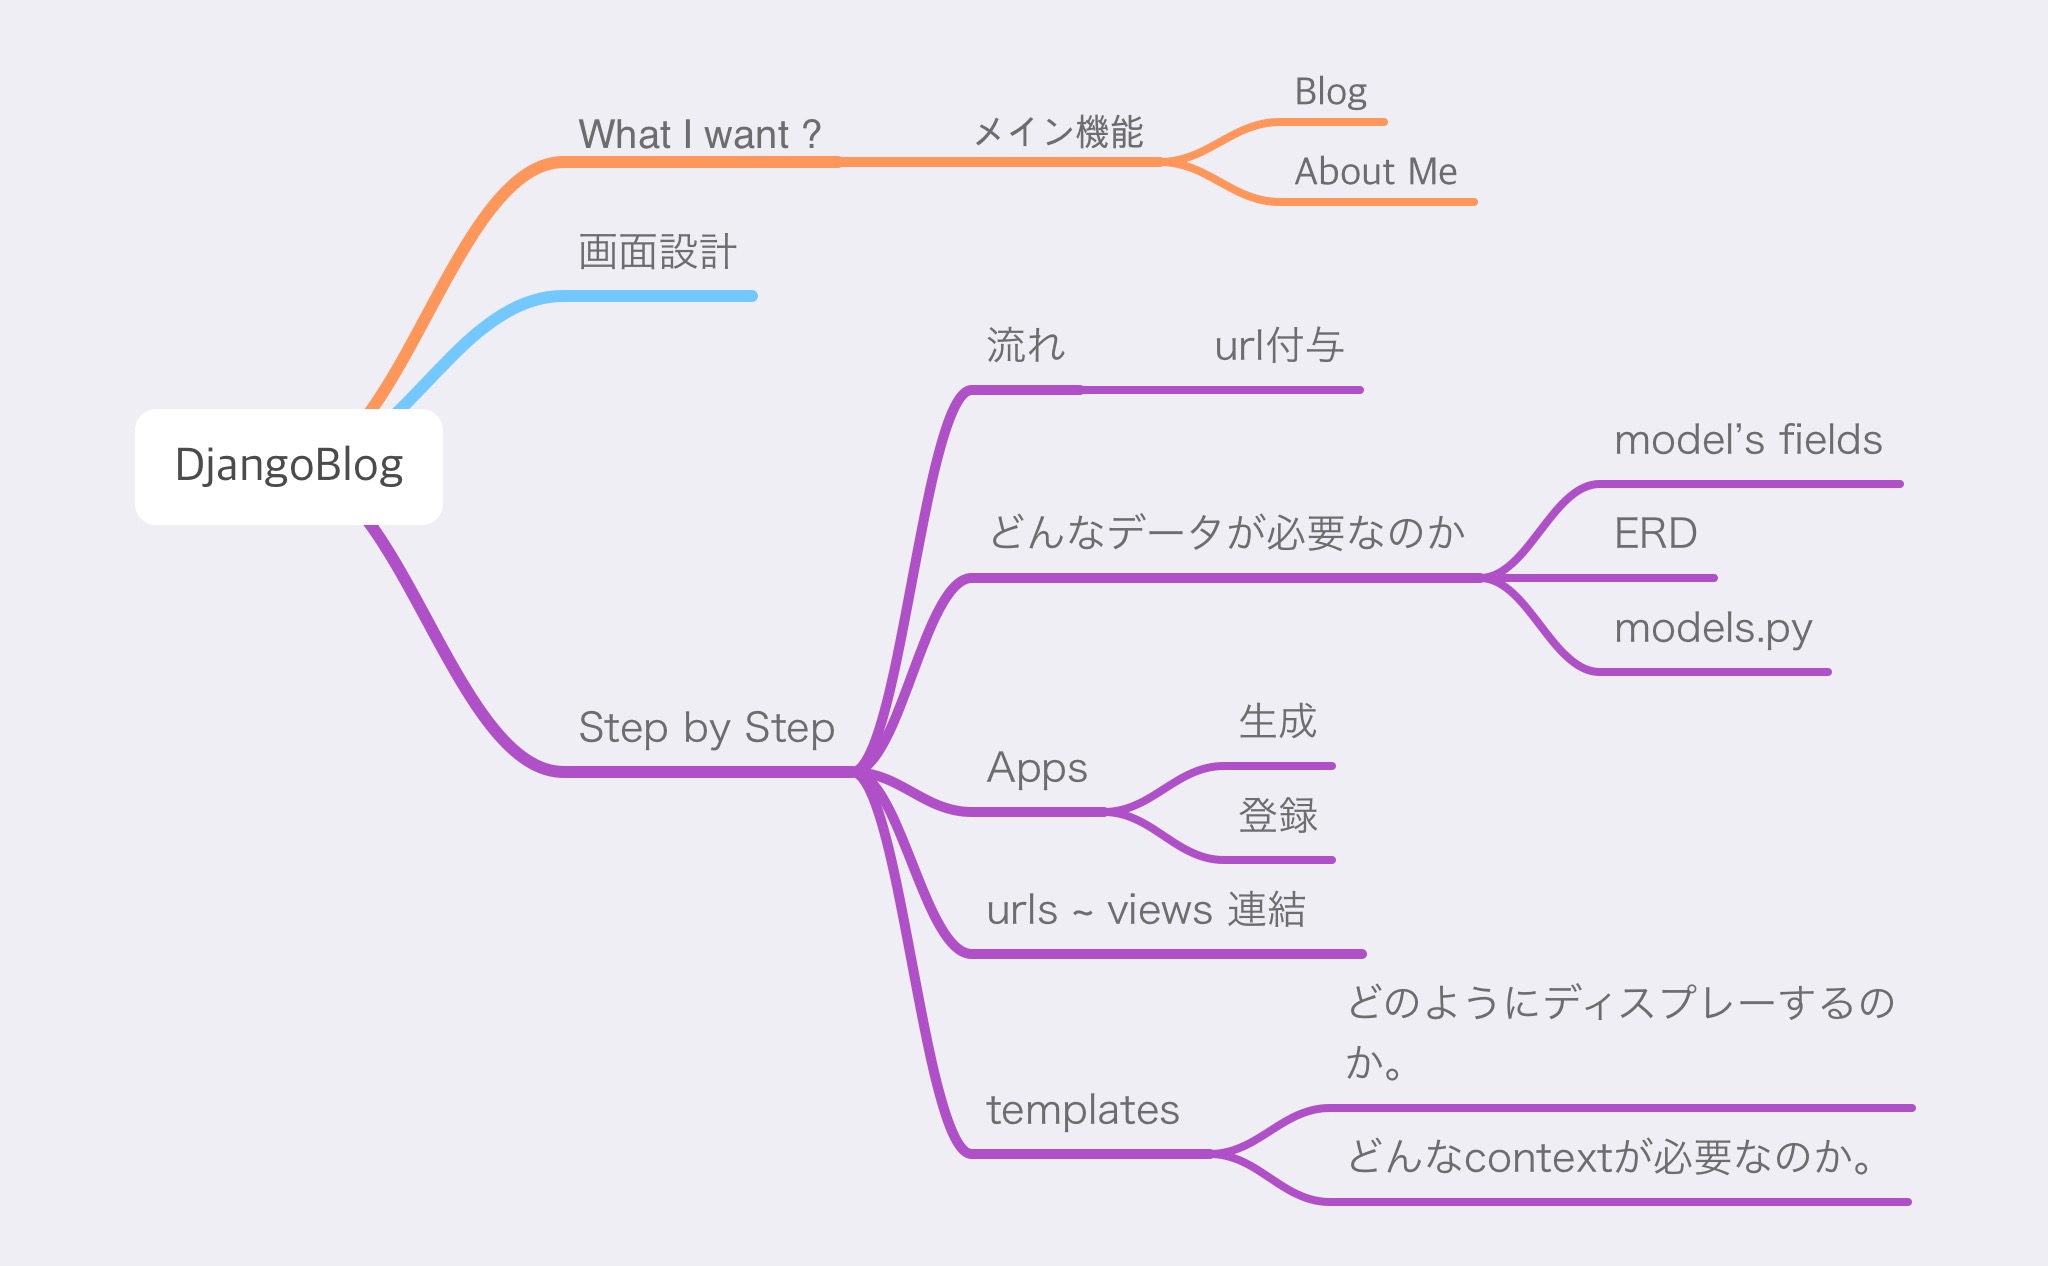 What I want ?
メイン機能
Blog
About Me
画面設計
DjangoBlog
流れ
url付与
どんなデータが必要なのか
model’s fields
ERD
models.py
Step by Step
Apps
生成
登録
urls ~ views 連結
templates
どのようにディスプレーするの
か。
どんなcontextが必要なのか。